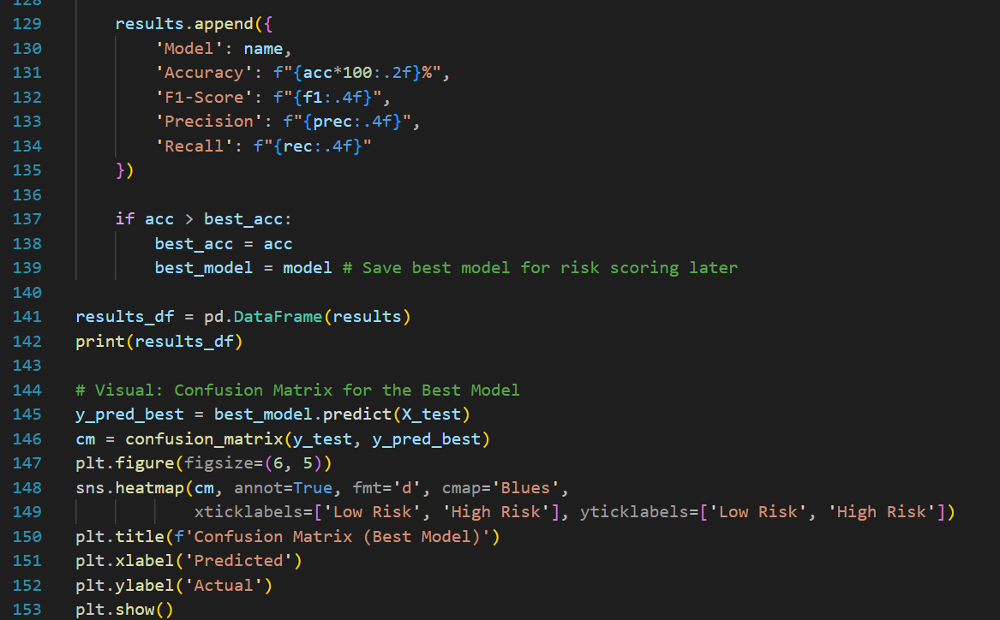 128
129 results.append({
130 'Model': name,
131 'Accuracy': f"{acc*100:.2f}%",
132 'F1-Score': f"{f1:.4f}",
133 'Precision': f"{prec:.4f}",
134 'Recall': f"{rec:.4f}"
135 })
136
137 if acc > best_acc:
138 best_acc = acc
139 best_model = model # Save best model for risk scoring later
140
141 results_df = pd.DataFrame(results)
142 print(results_df)
143
144 # Visual: Confusion Matrix for the Best Model
145 y_pred_best = best_model.predict(X_test)
146 cm = confusion_matrix(y_test, y_pred_best)
147 plt.figure(figsize=(6, 5))
148 sns.heatmap(cm, annot=True, fmt='d', cmap='Blues',
149 xticklabels=['Low Risk', 'High Risk'], yticklabels=['Low Risk', 'High Risk'])
150 plt.title(f'Confusion Matrix (Best Model)')
151 plt.xlabel('Predicted')
152 plt.ylabel('Actual')
153 plt.show()